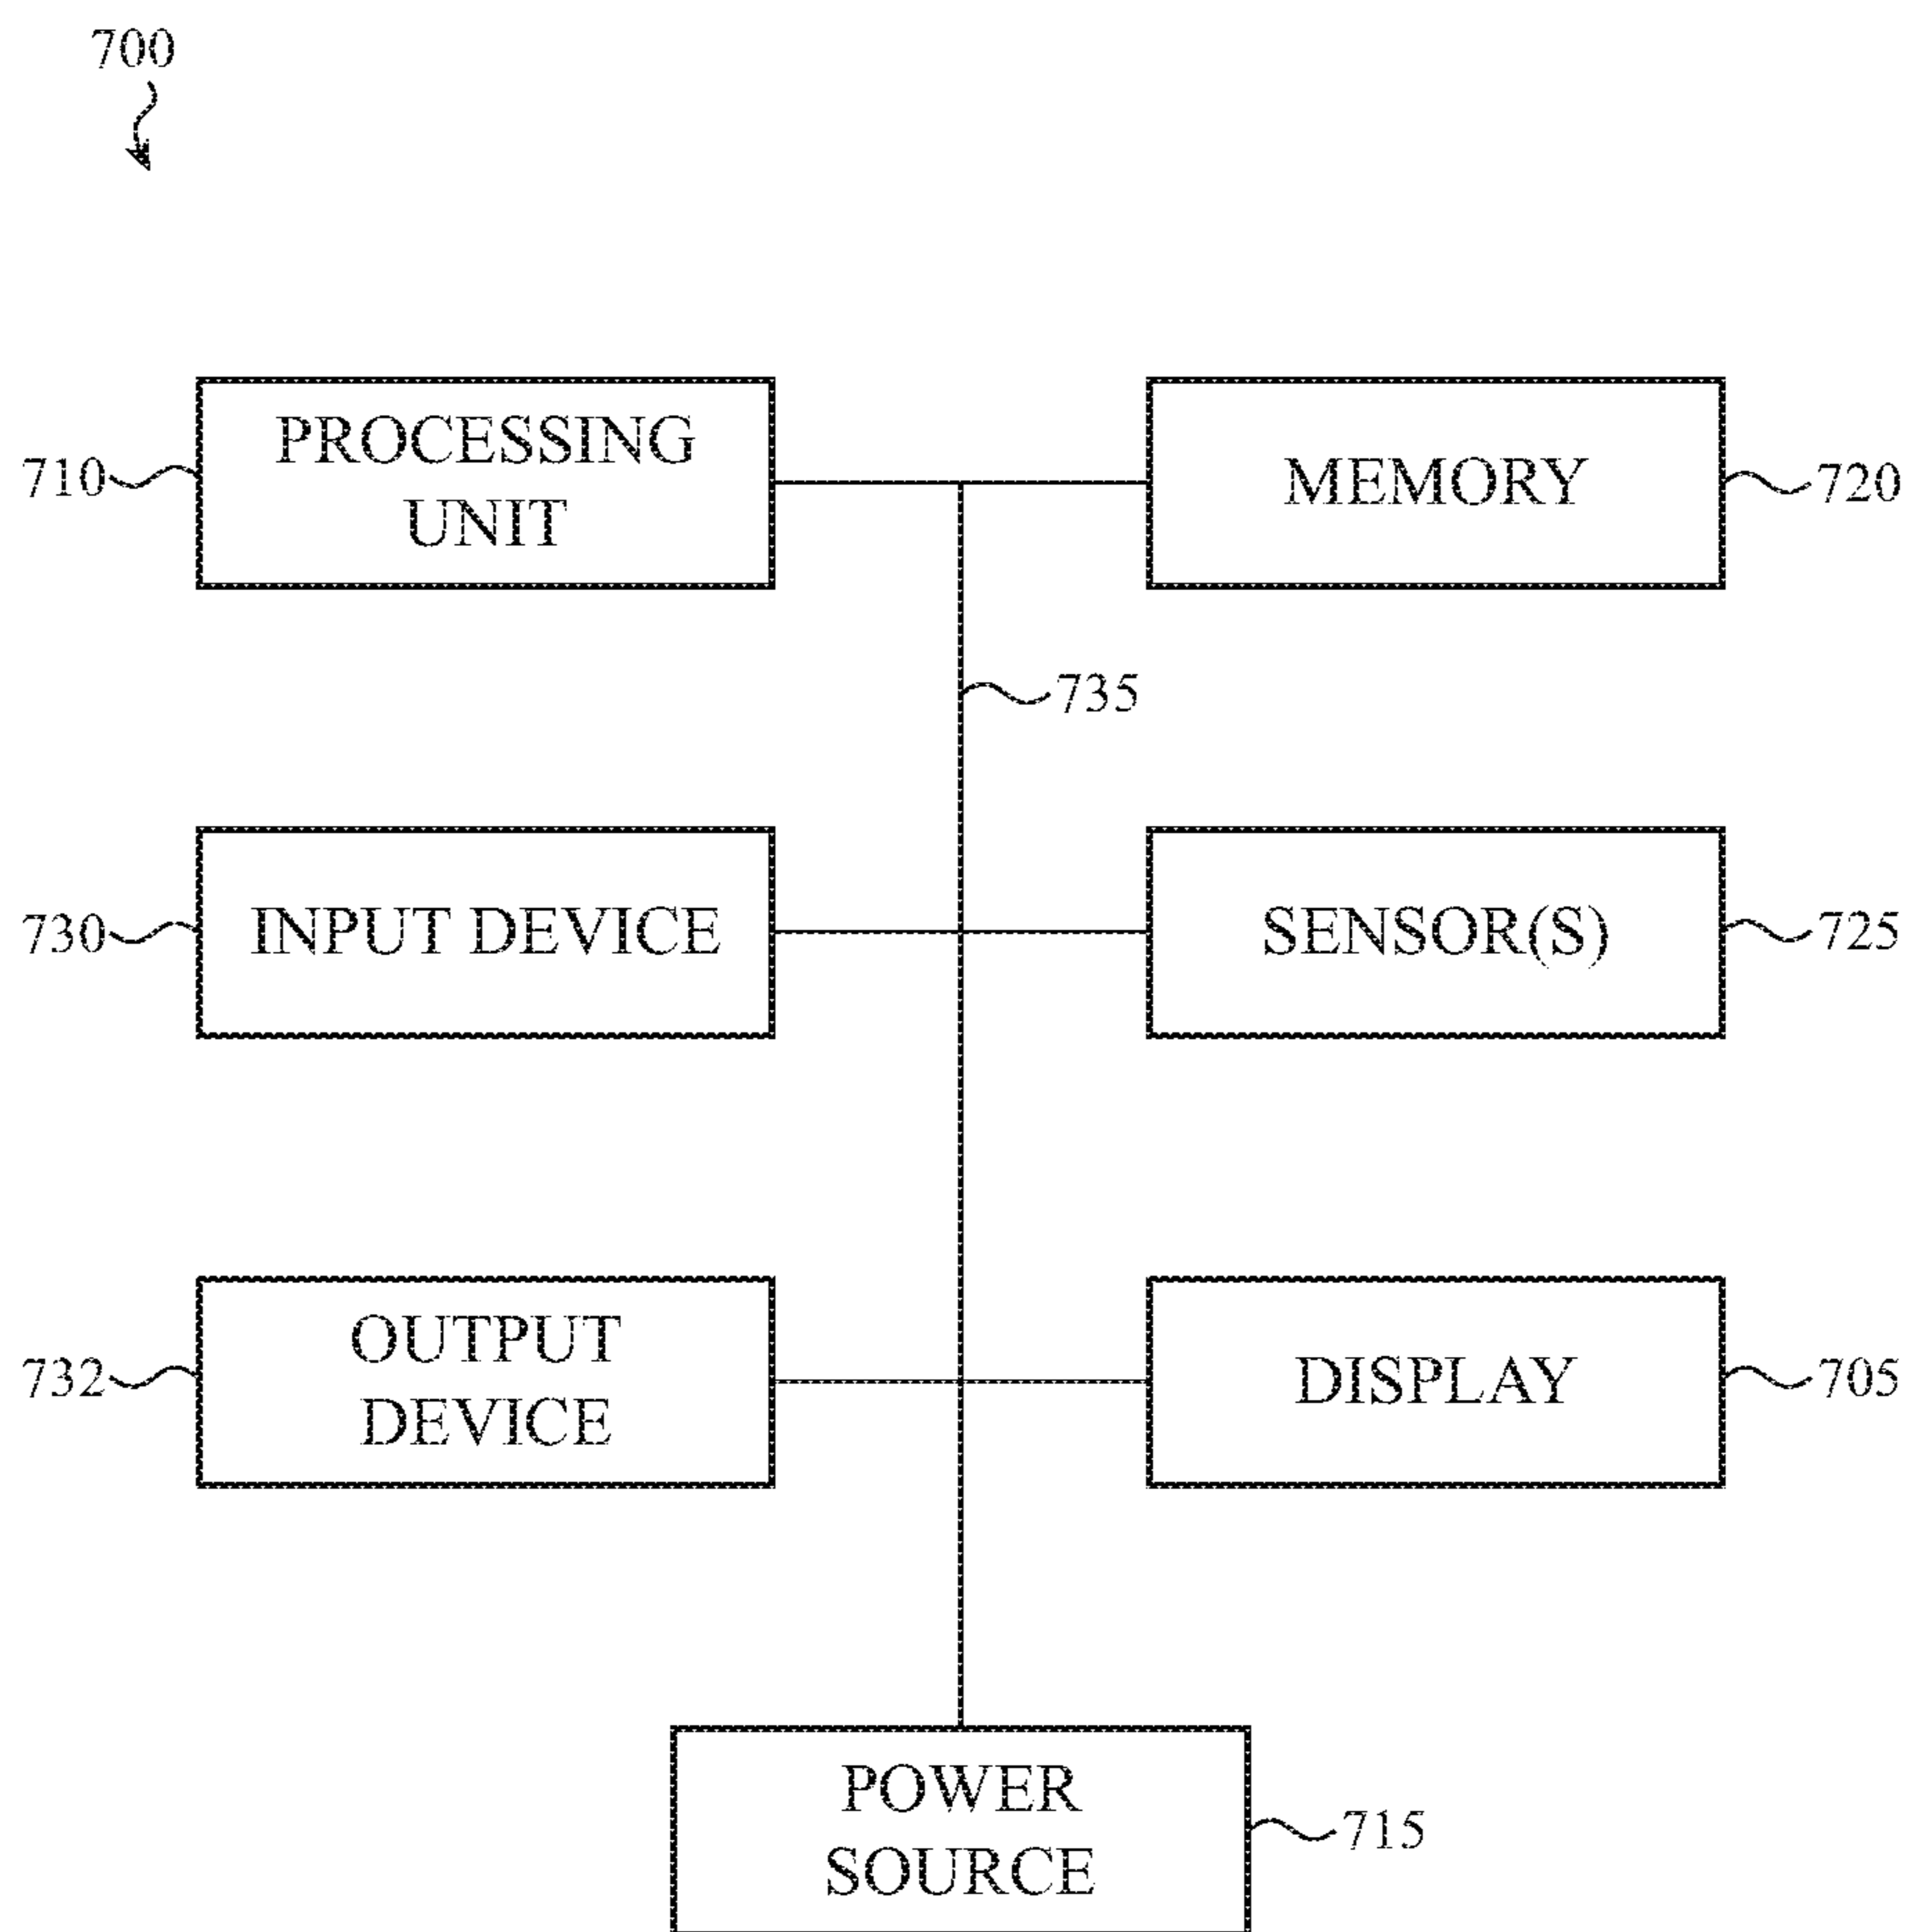 700
PROCESSING
UNIT
710
MEMORY
720
735
INPUT DEVICE
730
SENSOR(S)
725
OUTPUT
DEVICE
732
DISPLAY
705
POWER
SOURCE
715